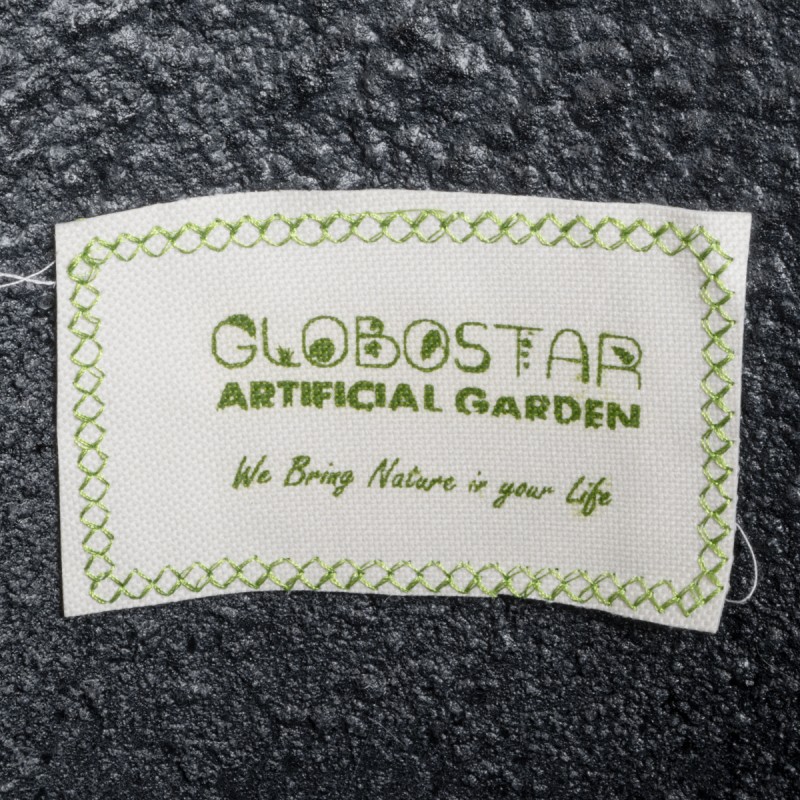 GLOBOSTAR
ARTIFICIAL GARDEN
We Bring Nature in your Life